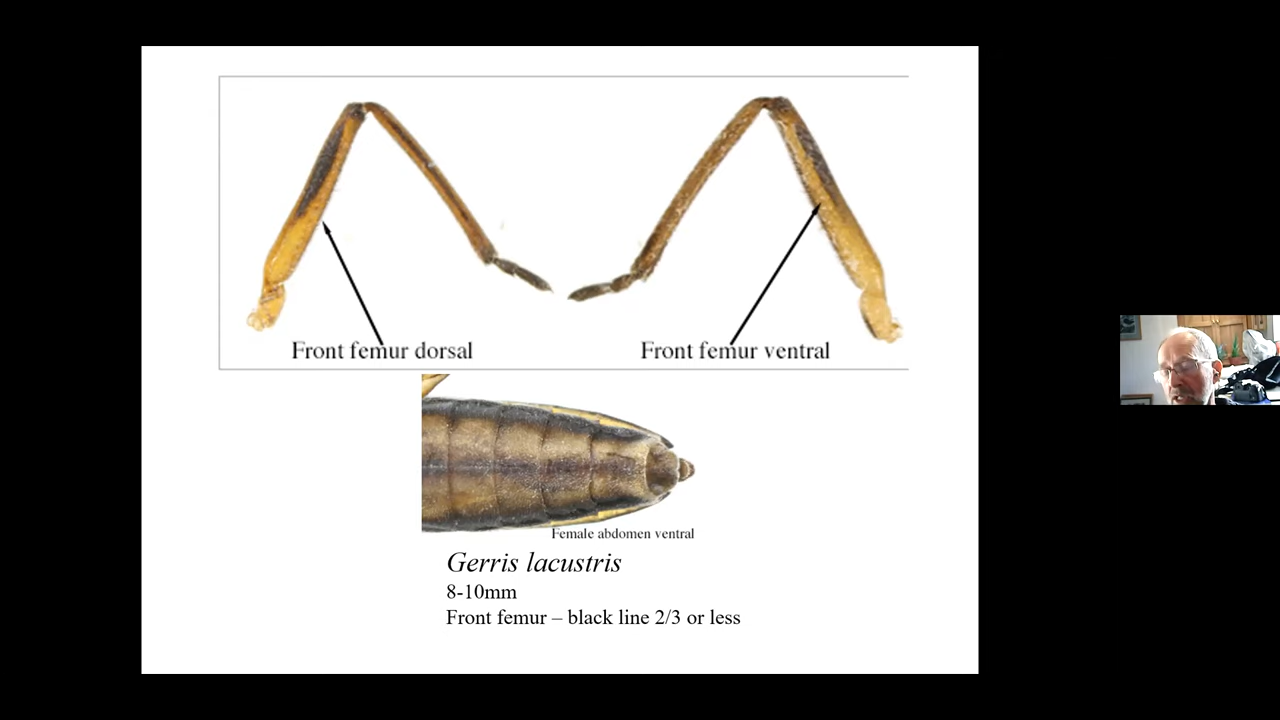 Front femur dorsal
Front femur ventral
Female abdomen ventral
Gerris lacustris
8-10mm
Front femur – black line 2/3 or less